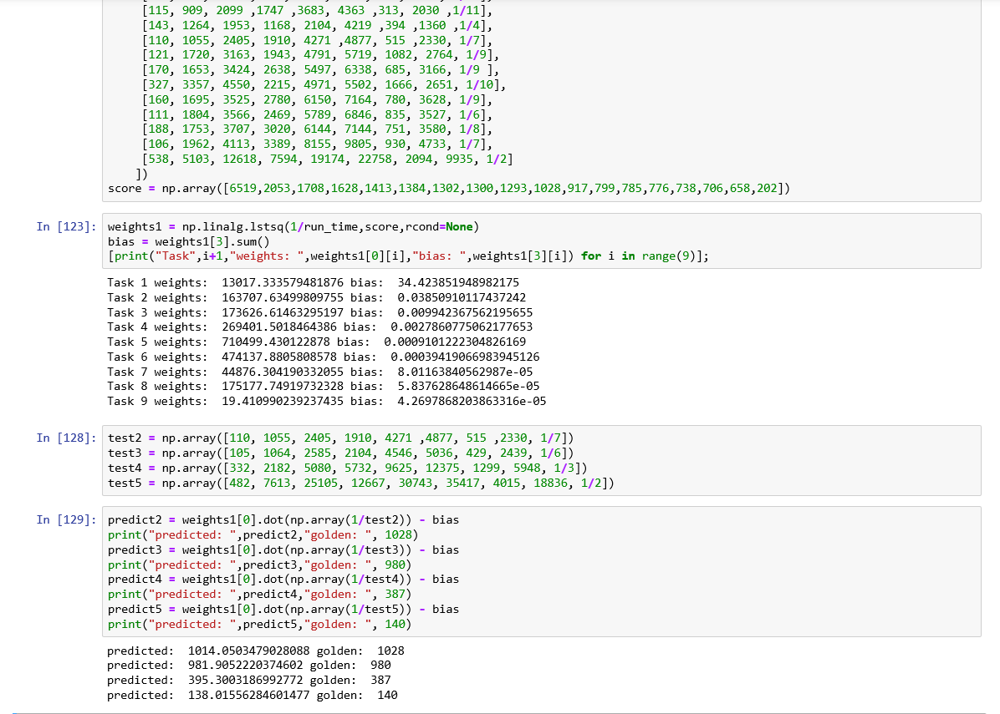 [115, 909, 2099 ,1747 ,3683, 4363 ,313, 2030 ,1/11],
[143, 1264, 1953, 1168, 2104, 4219 ,394 ,1360 ,1/4],
[110, 1055, 2405, 1910, 4271 ,4877, 515 ,2330, 1/7],
[121, 1720, 3163, 1943, 4791, 5719, 1082, 2764, 1/9],
[170, 1653, 3424, 2638, 5497, 6338, 685, 3166, 1/9 ],
[327, 3357, 4550, 2215, 4971, 5502, 1666, 2651, 1/10],
[160, 1695, 3525, 2780, 6150, 7164, 780, 3628, 1/9],
[111, 1804, 3566, 2469, 5789, 6846, 835, 3527, 1/6],
[188, 1753, 3707, 3020, 6144, 7144, 751, 3580, 1/8],
[106, 1962, 4113, 3389, 8155, 9805, 930, 4733, 1/7],
[538, 5103, 12618, 7594, 19174, 22758, 2094, 9935, 1/2]
])
score = np.array([6519,2053,1708,1628,1413,1384,1302,1300,1293,1028,917,799,785,776,738,706,658,202])
In [123]: weights1 = np.linalg.lstsq(1/run_time,score,rcond=None)
bias = weights1[3].sum()
[print("Task",i+1,"weights: ",weights1[0][i],"bias: ",weights1[3][i]) for i in range(9)];
Task 1 weights:  13017.333579481876 bias:  34.423851948982175
Task 2 weights:  163707.63499809755 bias:  0.03850910117437242
Task 3 weights:  173626.61463295197 bias:  0.009942367562195655
Task 4 weights:  269401.5018464386 bias:  0.0027860775062177653
Task 5 weights:  710499.430122878 bias:  0.0009101222304826169
Task 6 weights:  474137.8805808578 bias:  0.00039419066983945126
Task 7 weights:  44876.304190332055 bias:  8.01163840562987e-05
Task 8 weights:  175177.74919732328 bias:  5.837628648614665e-05
Task 9 weights:  19.410990239237435 bias:  4.2697868203863316e-05
In [128]: test2 = np.array([110, 1055, 2405, 1910, 4271 ,4877, 515 ,2330, 1/7])
test3 = np.array([105, 1064, 2585, 2104, 4546, 5036, 429, 2439, 1/6])
test4 = np.array([332, 2182, 5080, 5732, 9625, 12375, 1299, 5948, 1/3])
test5 = np.array([482, 7613, 25105, 12667, 30743, 35417, 4015, 18836, 1/2])
In [129]: predict2 = weights1[0].dot(np.array(1/test2)) - bias
print("predicted: ",predict2,"golden: ", 1028)
predict3 = weights1[0].dot(np.array(1/test3)) - bias
print("predicted: ",predict3,"golden: ", 980)
predict4 = weights1[0].dot(np.array(1/test4)) - bias
print("predicted: ",predict4,"golden: ", 387)
predict5 = weights1[0].dot(np.array(1/test5)) - bias
print("predicted: ",predict5,"golden: ", 140)
predicted:  1014.0503479028088 golden:  1028
predicted:  981.9052220374602 golden:  980
predicted:  395.3003186992772 golden:  387
predicted:  138.01556284601477 golden:  140